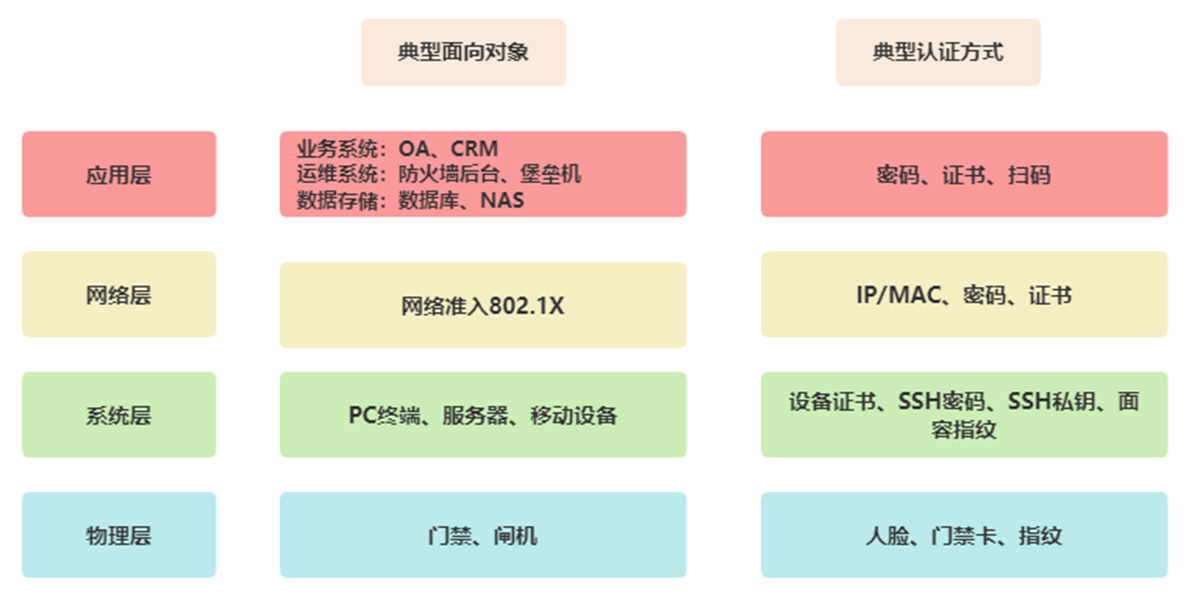 典型面向对象
典型认证方式
应用层
业务系统：OA、CRM
运维系统：防火墙后台、堡垒机
数据存储：数据库、NAS
密码、证书、扫码
网络层
网络准入802.1X
IP/MAC、密码、证书
系统层
PC终端、服务器、移动设备
设备证书、SSH密码、SSH私钥、面
容指纹
物理层
门禁、闸机
人脸、门禁卡、指纹